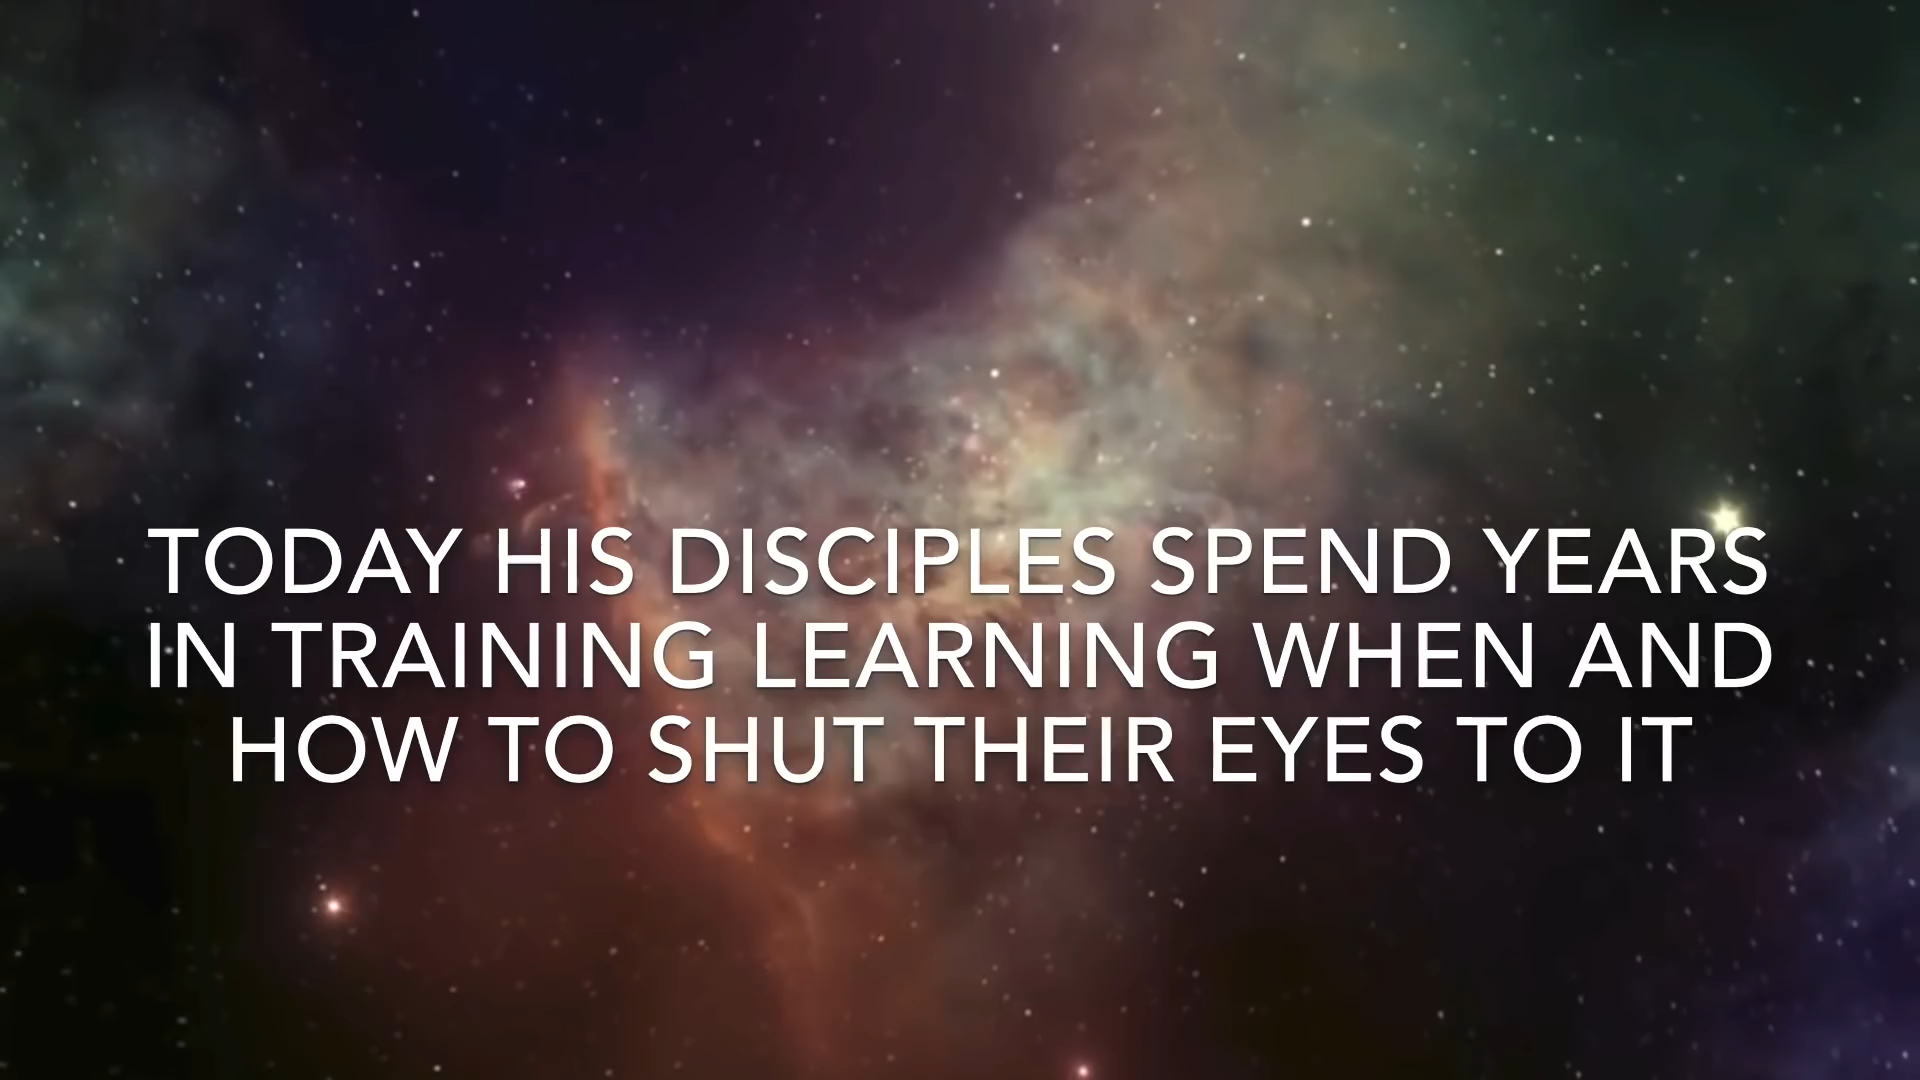 TODAY HIS DISCIPLES SPEND YEARS
IN TRAINING LEARNING WHEN AND
HOW TO SHUT THEIR EYES TO IT